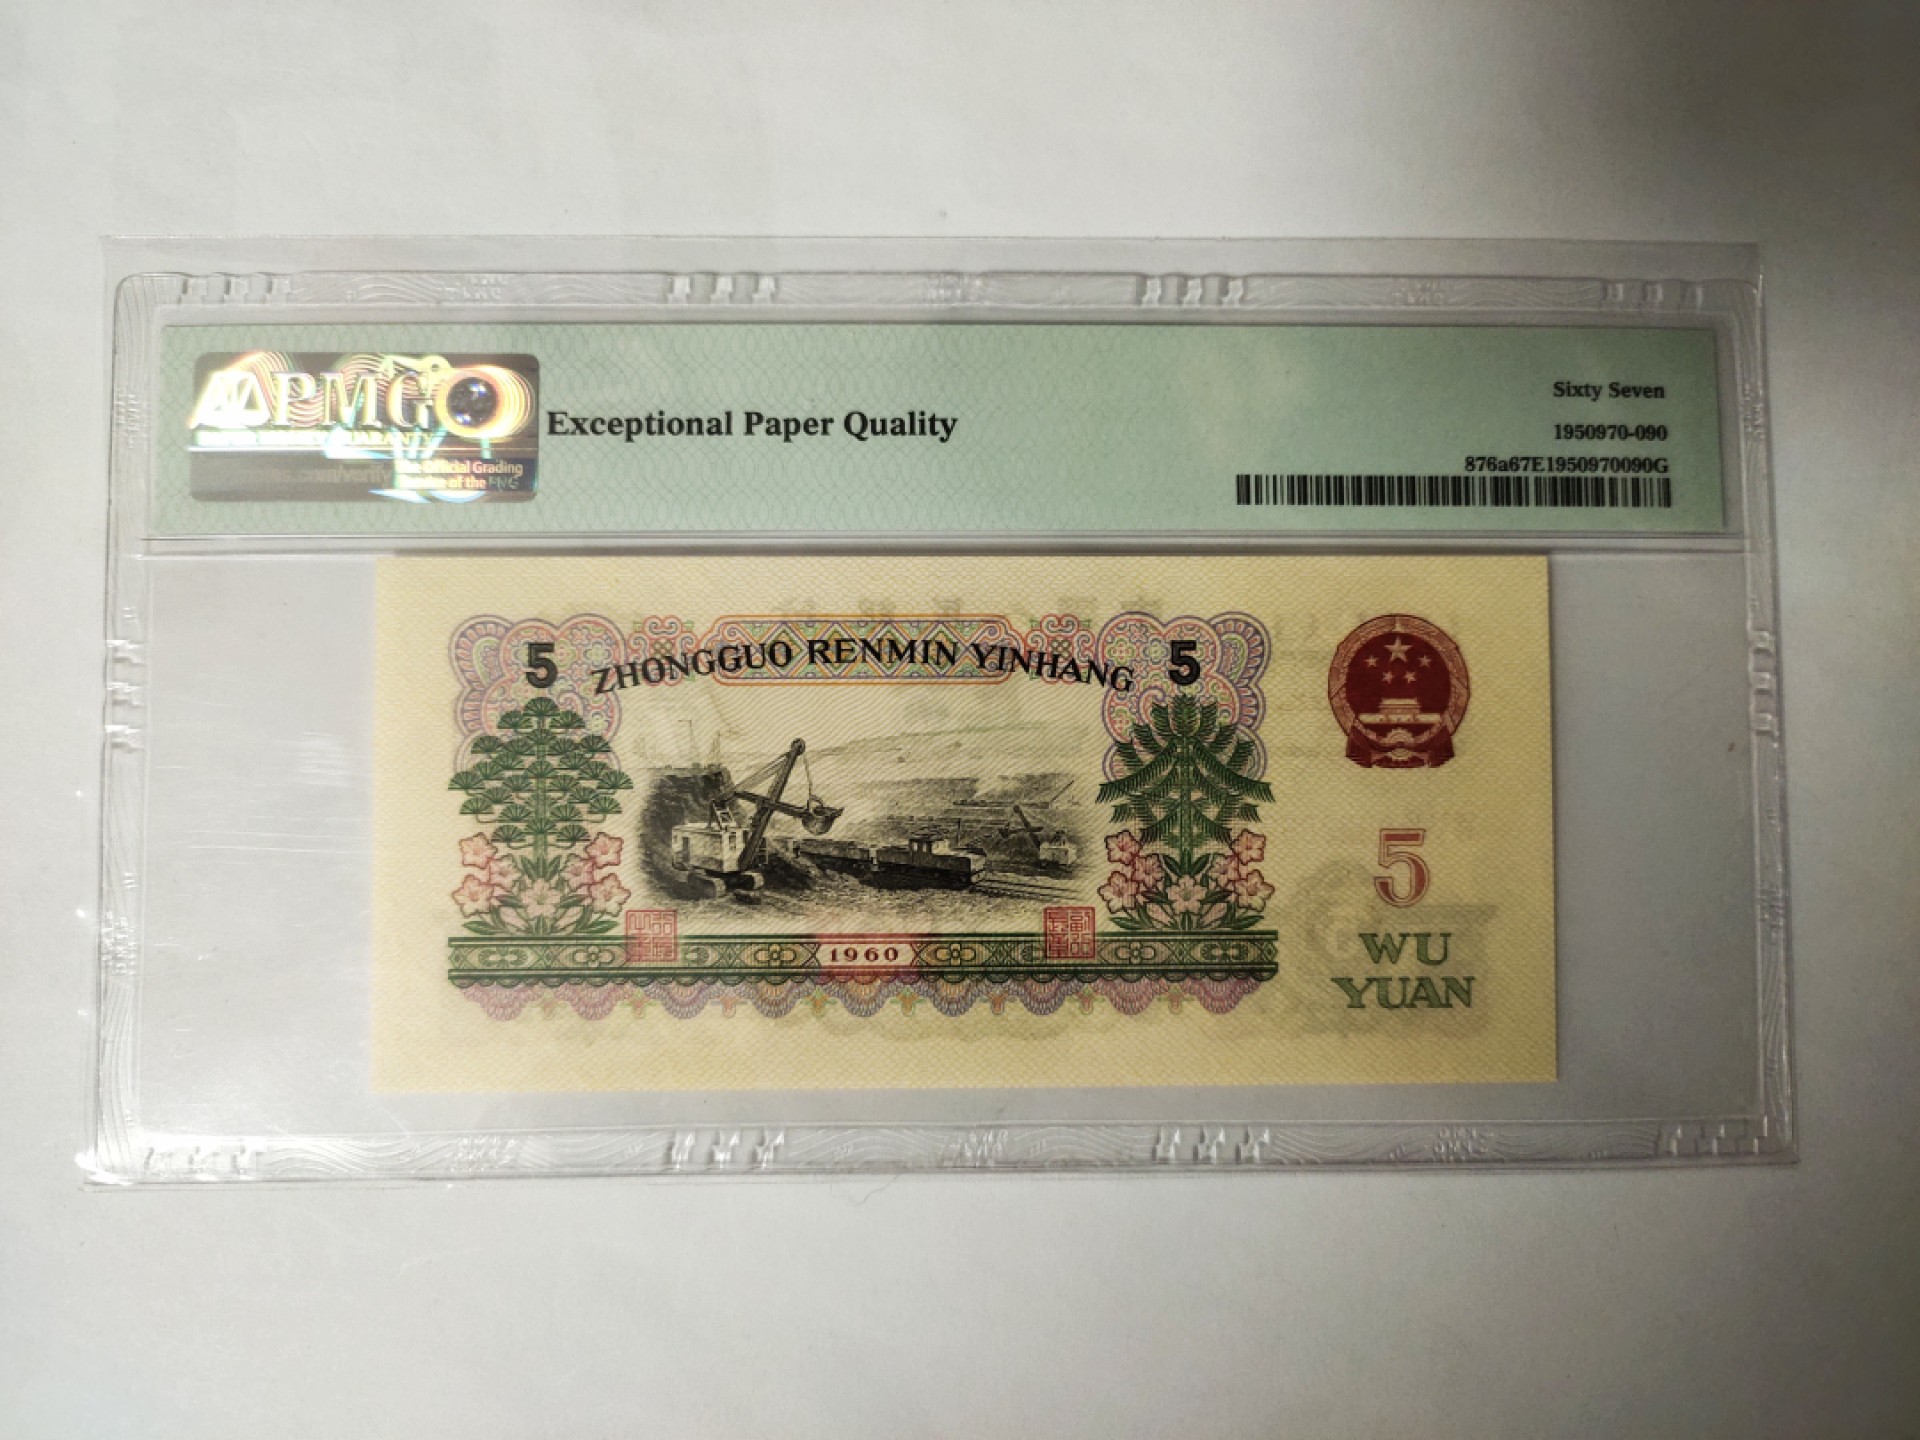 PMG
Exceptional Paper Quality
Sixty Seven
1950970-090
876a67E1950970090G
5 ZHONGGUO RENMIN YINHANG 5
5
WU
YUAN
1960